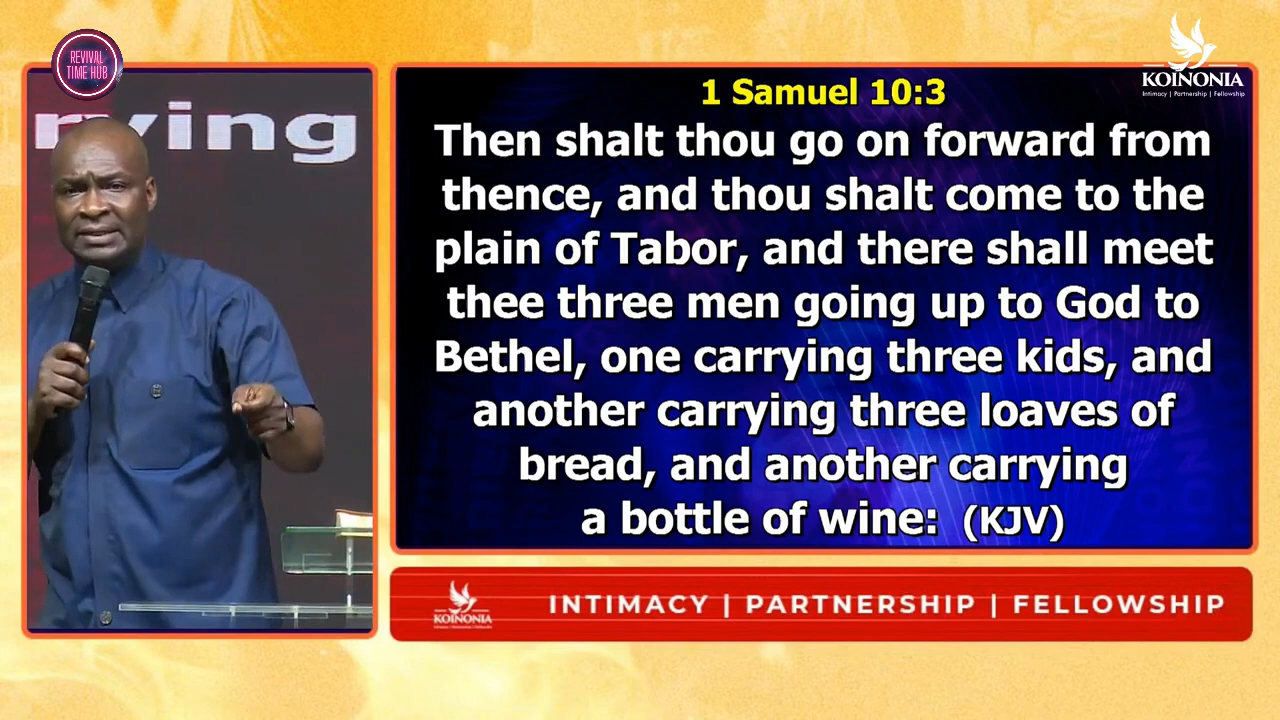 REVIVAL
TIME HUB
rying
KOINONIA
Intimacy | Partnership | Fellowship
1 Samuel 10:3
Then shalt thou go on forward from
thence, and thou shalt come to the
plain of Tabor, and there shall meet
thee three men going up to God to
Bethel, one carrying three kids, and
another carrying three loaves of
bread, and another carrying
a bottle of wine: (KJV)
KOINONIA
INTIMACY | PARTNERSHIP | FELLOWSHIP